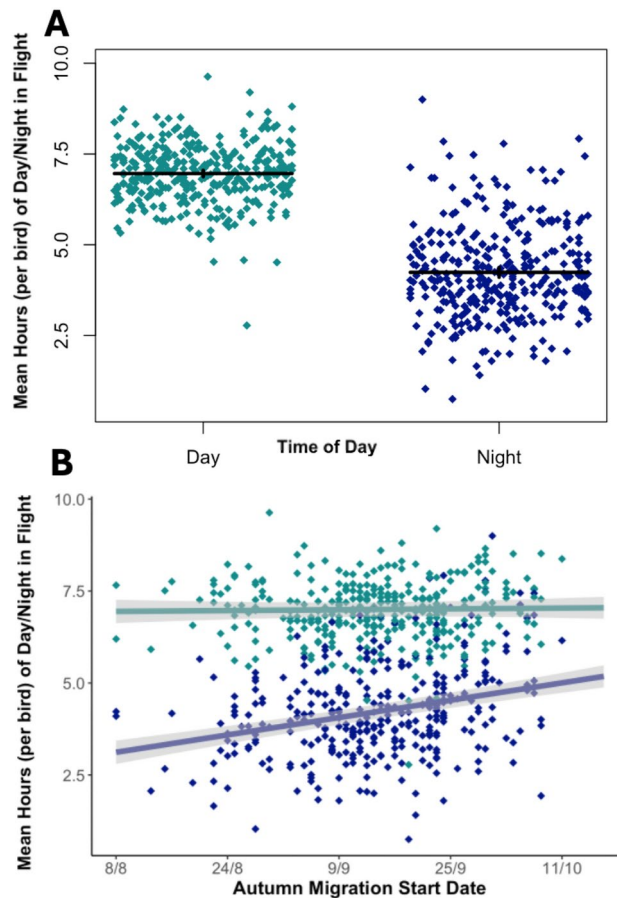 A
Mean Hours (per bird) of Day/Night in Flight
10.0
7.5
5.0
2.5
Day
Time of Day
Night
B
Mean Hours (per bird) of Day/Night in Flight
10.0
7.5
5.0
2.5
8/8 24/8 9/9 25/9 11/10
Autumn Migration Start Date